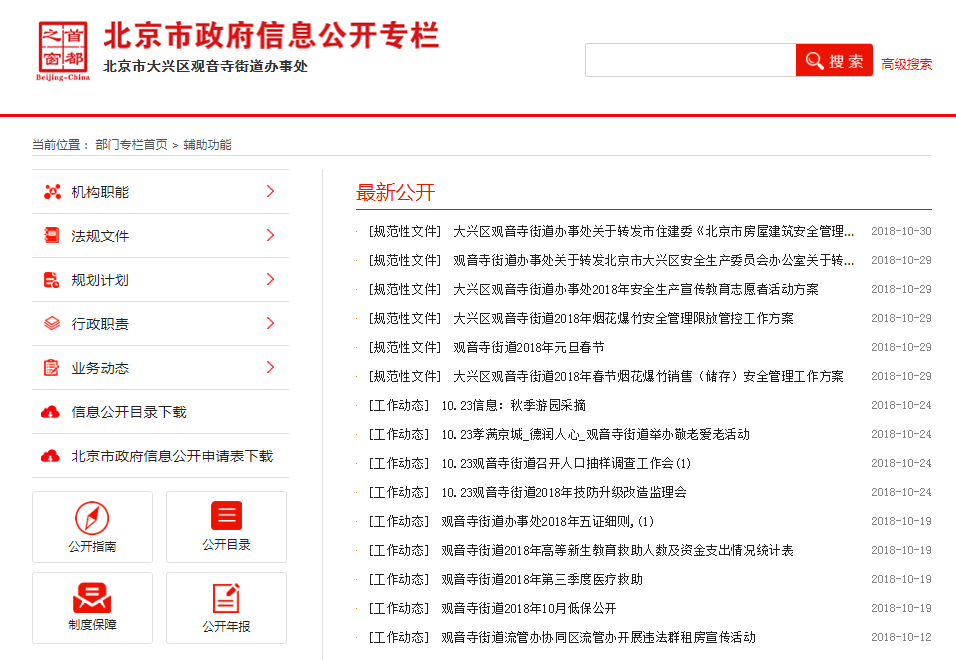 首都之窗
Beijing-China
北京市政府信息公开专栏
北京市大兴区观音寺街道办事处
搜索
高级搜索
当前位置： 部门专栏首页 > 辅助功能
机构职能
法规文件
规划计划
行政职责
业务动态
信息公开目录下载
北京市政府信息公开申请表下载
公开指南
公开目录
制度保障
公开年报
最新公开
[规范性文件] 大兴区观音寺街道办事处关于转发市住建委《北京市房屋建筑安全管理... 2018-10-30
[规范性文件] 观音寺街道办事处关于转发北京市大兴区安全生产委员会办公室关于转... 2018-10-29
[规范性文件] 大兴区观音寺街道办事处2018年安全生产宣传教育志愿者活动方案 2018-10-29
[规范性文件] 大兴区观音寺街道2018年烟花爆竹安全管理限放管控工作方案 2018-10-29
[规范性文件] 观音寺街道2018年元旦春节 2018-10-29
[规范性文件] 大兴区观音寺街道2018年春节烟花爆竹销售（储存）安全管理工作方案 2018-10-29
[工作动态] 10.23信息：秋季游园采摘 2018-10-24
[工作动态] 10.23孝满京城_德润人心_观音寺街道举办敬老爱老活动 2018-10-24
[工作动态] 10.23观音寺街道召开人口抽样调查工作会(1) 2018-10-24
[工作动态] 10.23观音寺街道2018年技防升级改造监理会 2018-10-24
[工作动态] 观音寺街道办事处2018年五证细则,(1) 2018-10-19
[工作动态] 观音寺街道2018年高等新生教育救助人数及资金支出情况统计表 2018-10-19
[工作动态] 观音寺街道2018年第三季度医疗救助 2018-10-19
[工作动态] 观音寺街道2018年10月低保公开 2018-10-19
[工作动态] 观音寺街道流管办协同区流管办开展违法群租房宣传活动 2018-10-12